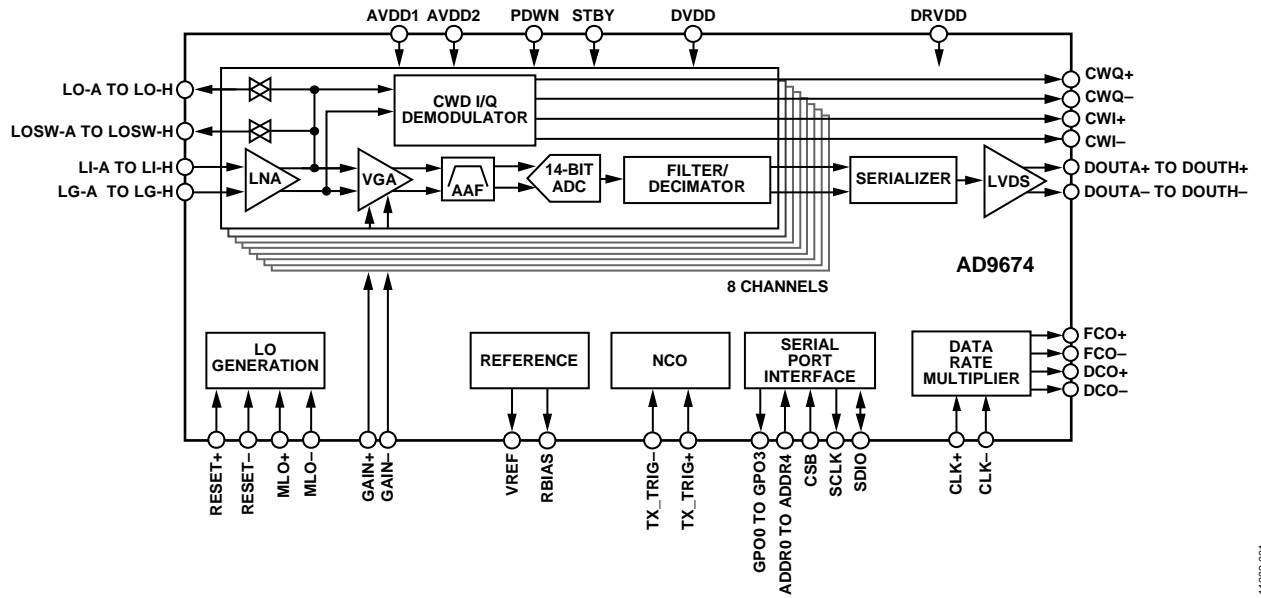 AVDD1 AVDD2 PDWN STBY DVDD DRVDD
LO-A TO LO-H
LOSW-A TO LOSW-H
LI-A TO LI-H
LG-A TO LG-H
CWD I/Q
DEMODULATOR
LNA
VGA
AAF
14-BIT
ADC
FILTER/
DECIMATOR
SERIALIZER
LVDS
CWQ+
CWQ–
CWI+
CWI–
DOUTA+ TO DOUTH+
DOUTA– TO DOUTH–
AD9674
8 CHANNELS
LO
GENERATION
REFERENCE
NCO
SERIAL
PORT
INTERFACE
DATA
RATE
MULTIPLIER
FCO+
FCO–
DCO+
DCO–
RESET+
RESET–
MLO+
MLO–
GAIN+
GAIN–
VREF
RBIAS
TX_TRIG–
TX_TRIG+
GPO0 TO GPO3
ADDR0 TO ADDR4
CSB
SCLK
SDIO
CLK+
CLK–